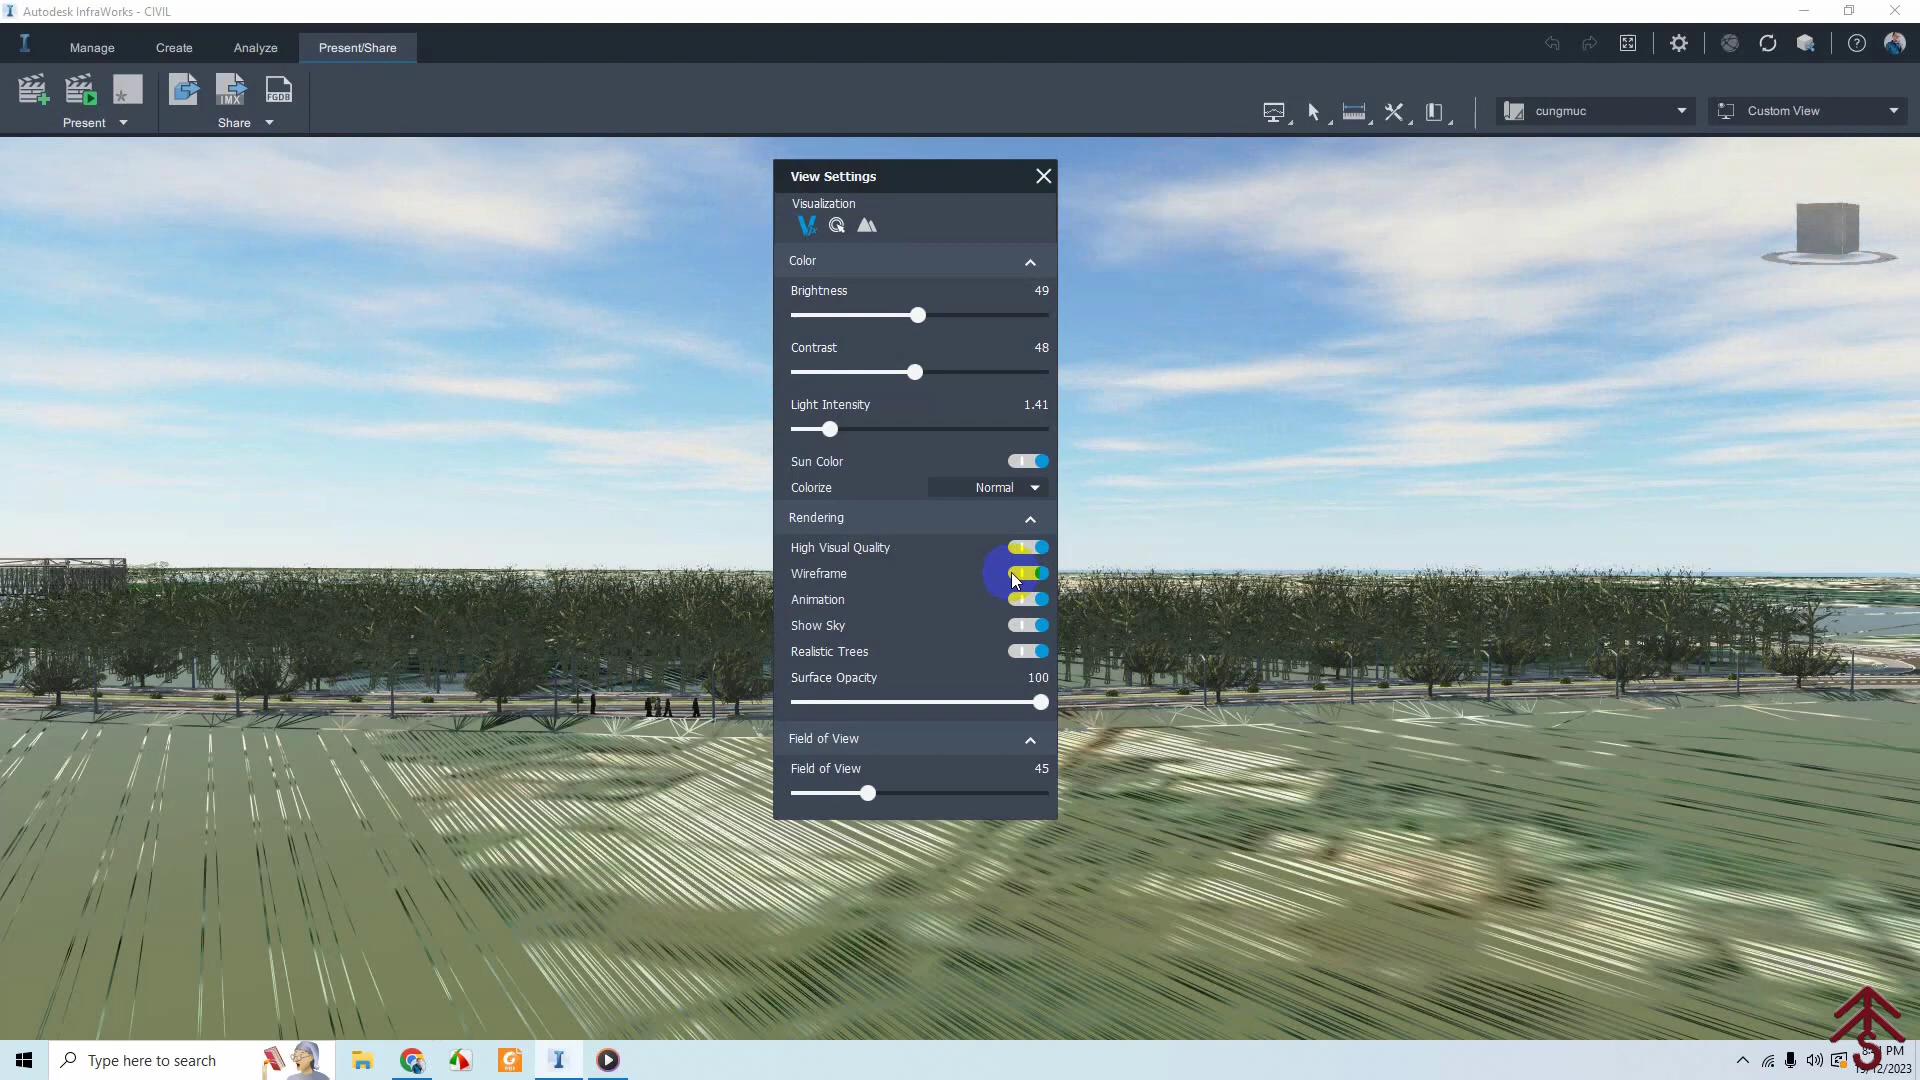 Autodesk InfraWorks - CIVIL
Manage
Create
Analyze
Present/Share
IMX
FGDB
Present
Share
cungmuc
Custom View
View Settings
Visualization
Color
Brightness 49
Contrast 48
Light Intensity 1.41
Sun Color
Colorize Normal
Rendering
High Visual Quality
Wireframe
Animation
Show Sky
Realistic Trees
Surface Opacity 100
Field of View
Field of View 45
Type here to search
PM